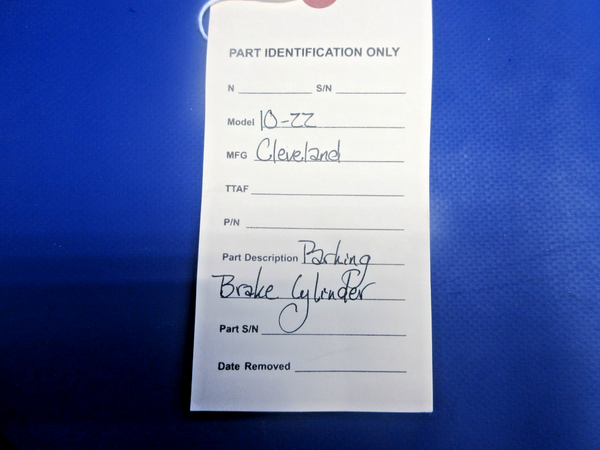 PART IDENTIFICATION ONLY
N S/N
Model 10-22
MFG Cleveland
TTAF
P/N
Part Description Parking
Brake Cylinder
Part S/N
Date Removed